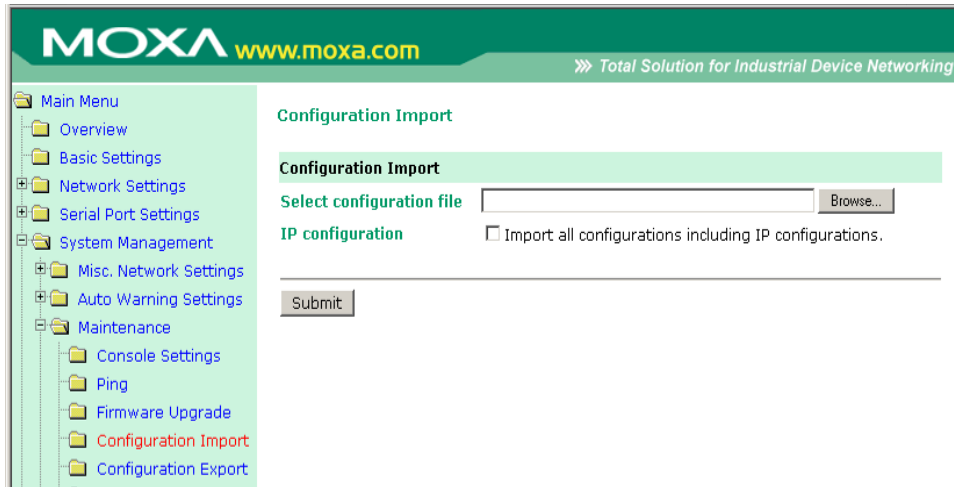 MOXA www.moxa.com
Total Solution for Industrial Device Networking
Main Menu
Overview
Basic Settings
Network Settings
Serial Port Settings
System Management
Misc. Network Settings
Auto Warning Settings
Maintenance
Console Settings
Ping
Firmware Upgrade
Configuration Import
Configuration Export
Configuration Import
Configuration Import
Select configuration file
Browse...
IP configuration
Import all configurations including IP configurations.
Submit